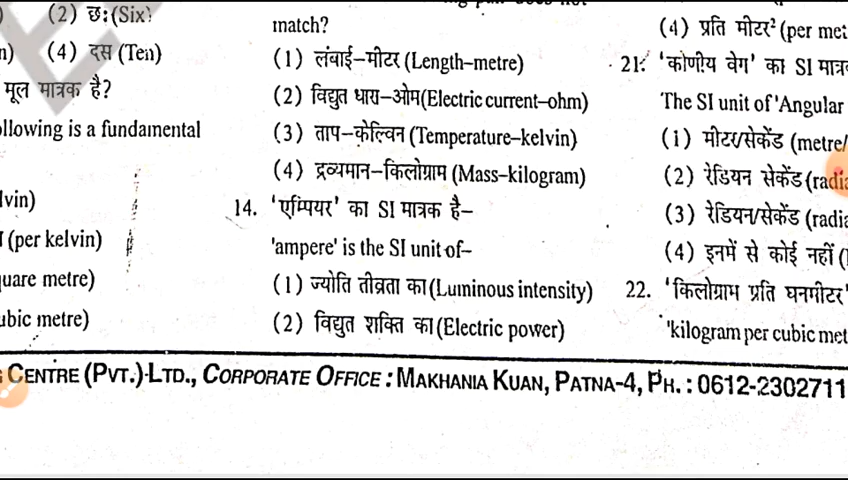 (2) छ: (Six)
(4) दस (Ten)
मूल मात्रक है?
ollowing is a fundamental
lvin)
(per kelvin)
uare metre)
ubic metre)
match?
(1) लंबाई–मीटर (Length–metre)
(2) विद्युत धारा–ओम(Electric current–ohm)
(3) ताप–केल्विन (Temperature–kelvin)
(4) द्रव्यमान–किलोग्राम (Mass–kilogram)
14. 'एम्पियर' का SI मात्रक है–
'ampere' is the SI unit of–
(1) ज्योति तीव्रता का (Luminous intensity)
(2) विद्युत शक्ति का (Electric power)
(4) प्रति मीटर² (per met
21. 'कोणीय वेग' का SI मात्रक
The SI unit of 'Angular
(1) मीटर/सेकेंड (metre/
(2) रेडियन सेकेंड (radia
(3) रेडियन/सेकेंड (radia
(4) इनमें से कोई नहीं (
22. 'किलोग्राम प्रति घनमीटर'
'kilogram per cubic met
CENTRE (PVT.) LTD., CORPORATE OFFICE : MAKHANIA KUAN, PATNA-4, PH. : 0612-2302711